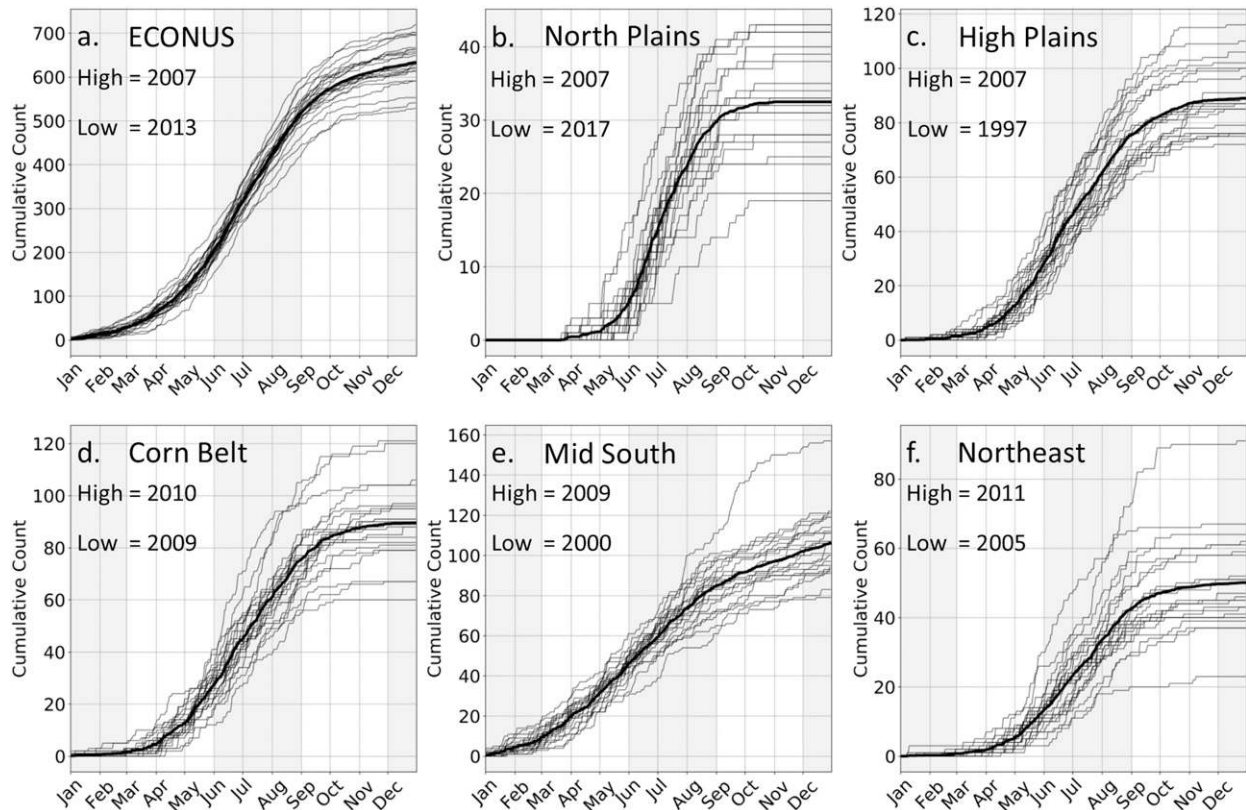 a. ECONUS
High = 2007
Low = 2013
Cumulative Count
700
600
500
400
300
200
100
0
Jan Feb Mar Apr May Jun Jul Aug Sep Oct Nov Dec
b. North Plains
High = 2007
Low = 2017
Cumulative Count
40
30
20
10
0
Jan Feb Mar Apr May Jun Jul Aug Sep Oct Nov Dec
c. High Plains
High = 2007
Low = 1997
Cumulative Count
120
100
80
60
40
20
0
Jan Feb Mar Apr May Jun Jul Aug Sep Oct Nov Dec
d. Corn Belt
High = 2010
Low = 2009
Cumulative Count
120
100
80
60
40
20
0
Jan Feb Mar Apr May Jun Jul Aug Sep Oct Nov Dec
e. Mid South
High = 2009
Low = 2000
Cumulative Count
160
140
120
100
80
60
40
20
0
Jan Feb Mar Apr May Jun Jul Aug Sep Oct Nov Dec
f. Northeast
High = 2011
Low = 2005
Cumulative Count
80
60
40
20
0
Jan Feb Mar Apr May Jun Jul Aug Sep Oct Nov Dec